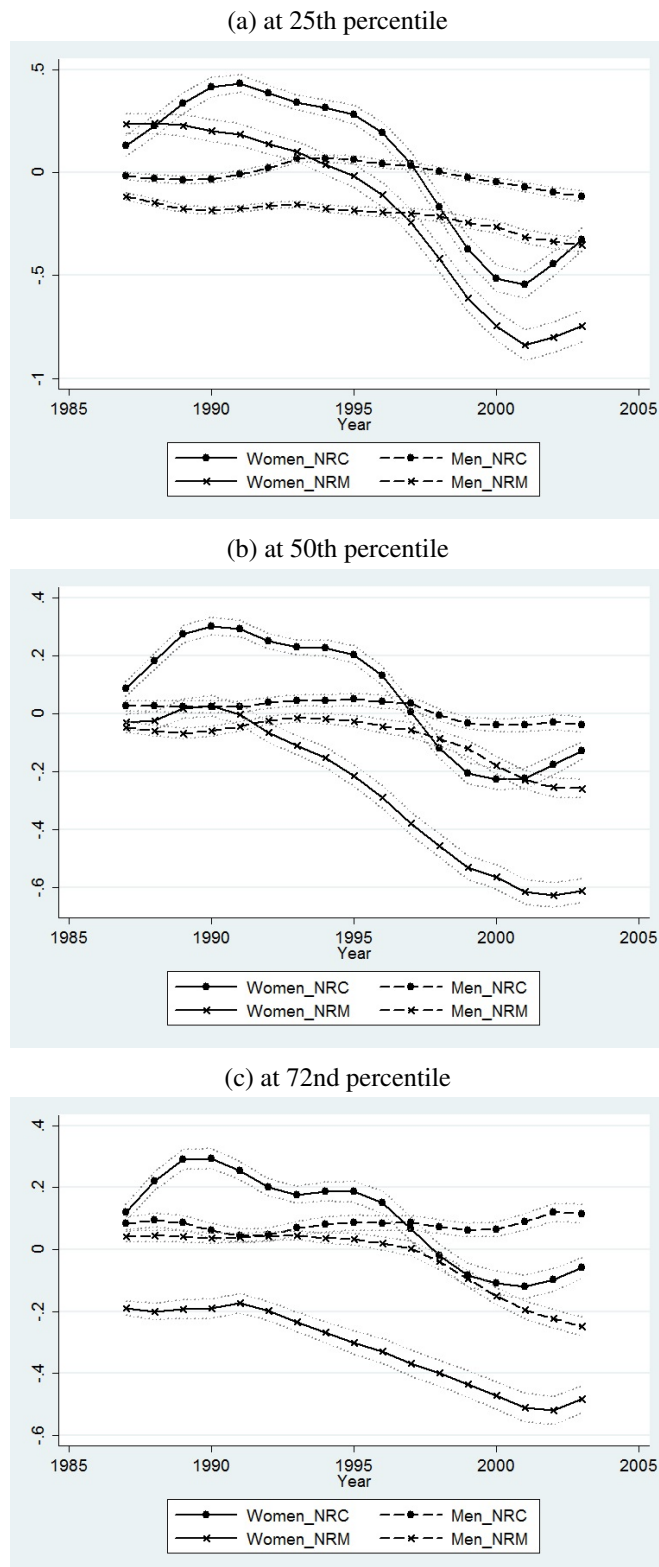 (a) at 25th percentile
.5
0
-.5
-1
1985 1990 1995 2000 2005
Year
Women_NRC Men_NRC
Women_NRM Men_NRM
(b) at 50th percentile
.4
.2
0
-.2
-.4
-.6
1985 1990 1995 2000 2005
Year
Women_NRC Men_NRC
Women_NRM Men_NRM
(c) at 72nd percentile
.4
.2
0
-.2
-.4
-.6
1985 1990 1995 2000 2005
Year
Women_NRC Men_NRC
Women_NRM Men_NRM